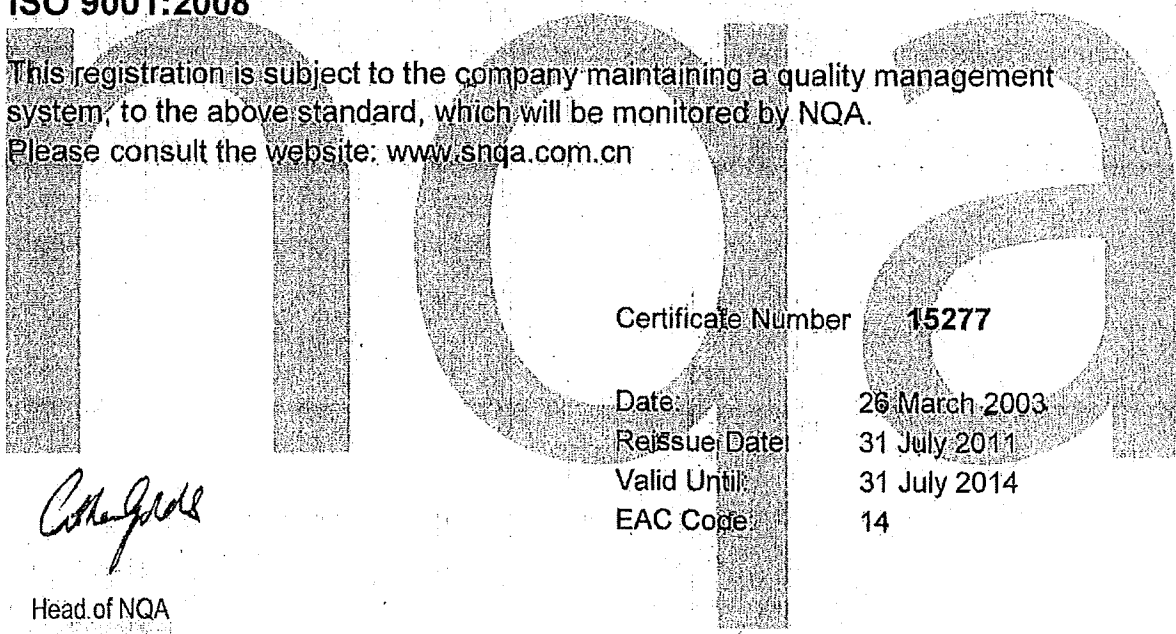 ISO 9001:2008
This registration is subject to the company maintaining a quality management
system, to the above standard, which will be monitored by NQA.
Please consult the website: www.snqa.com.cn
nqa
Certificate Number 15277
Date: 26 March 2003
Reissue Date: 31 July 2011
Valid Until: 31 July 2014
EAC Code: 14
Head of NQA